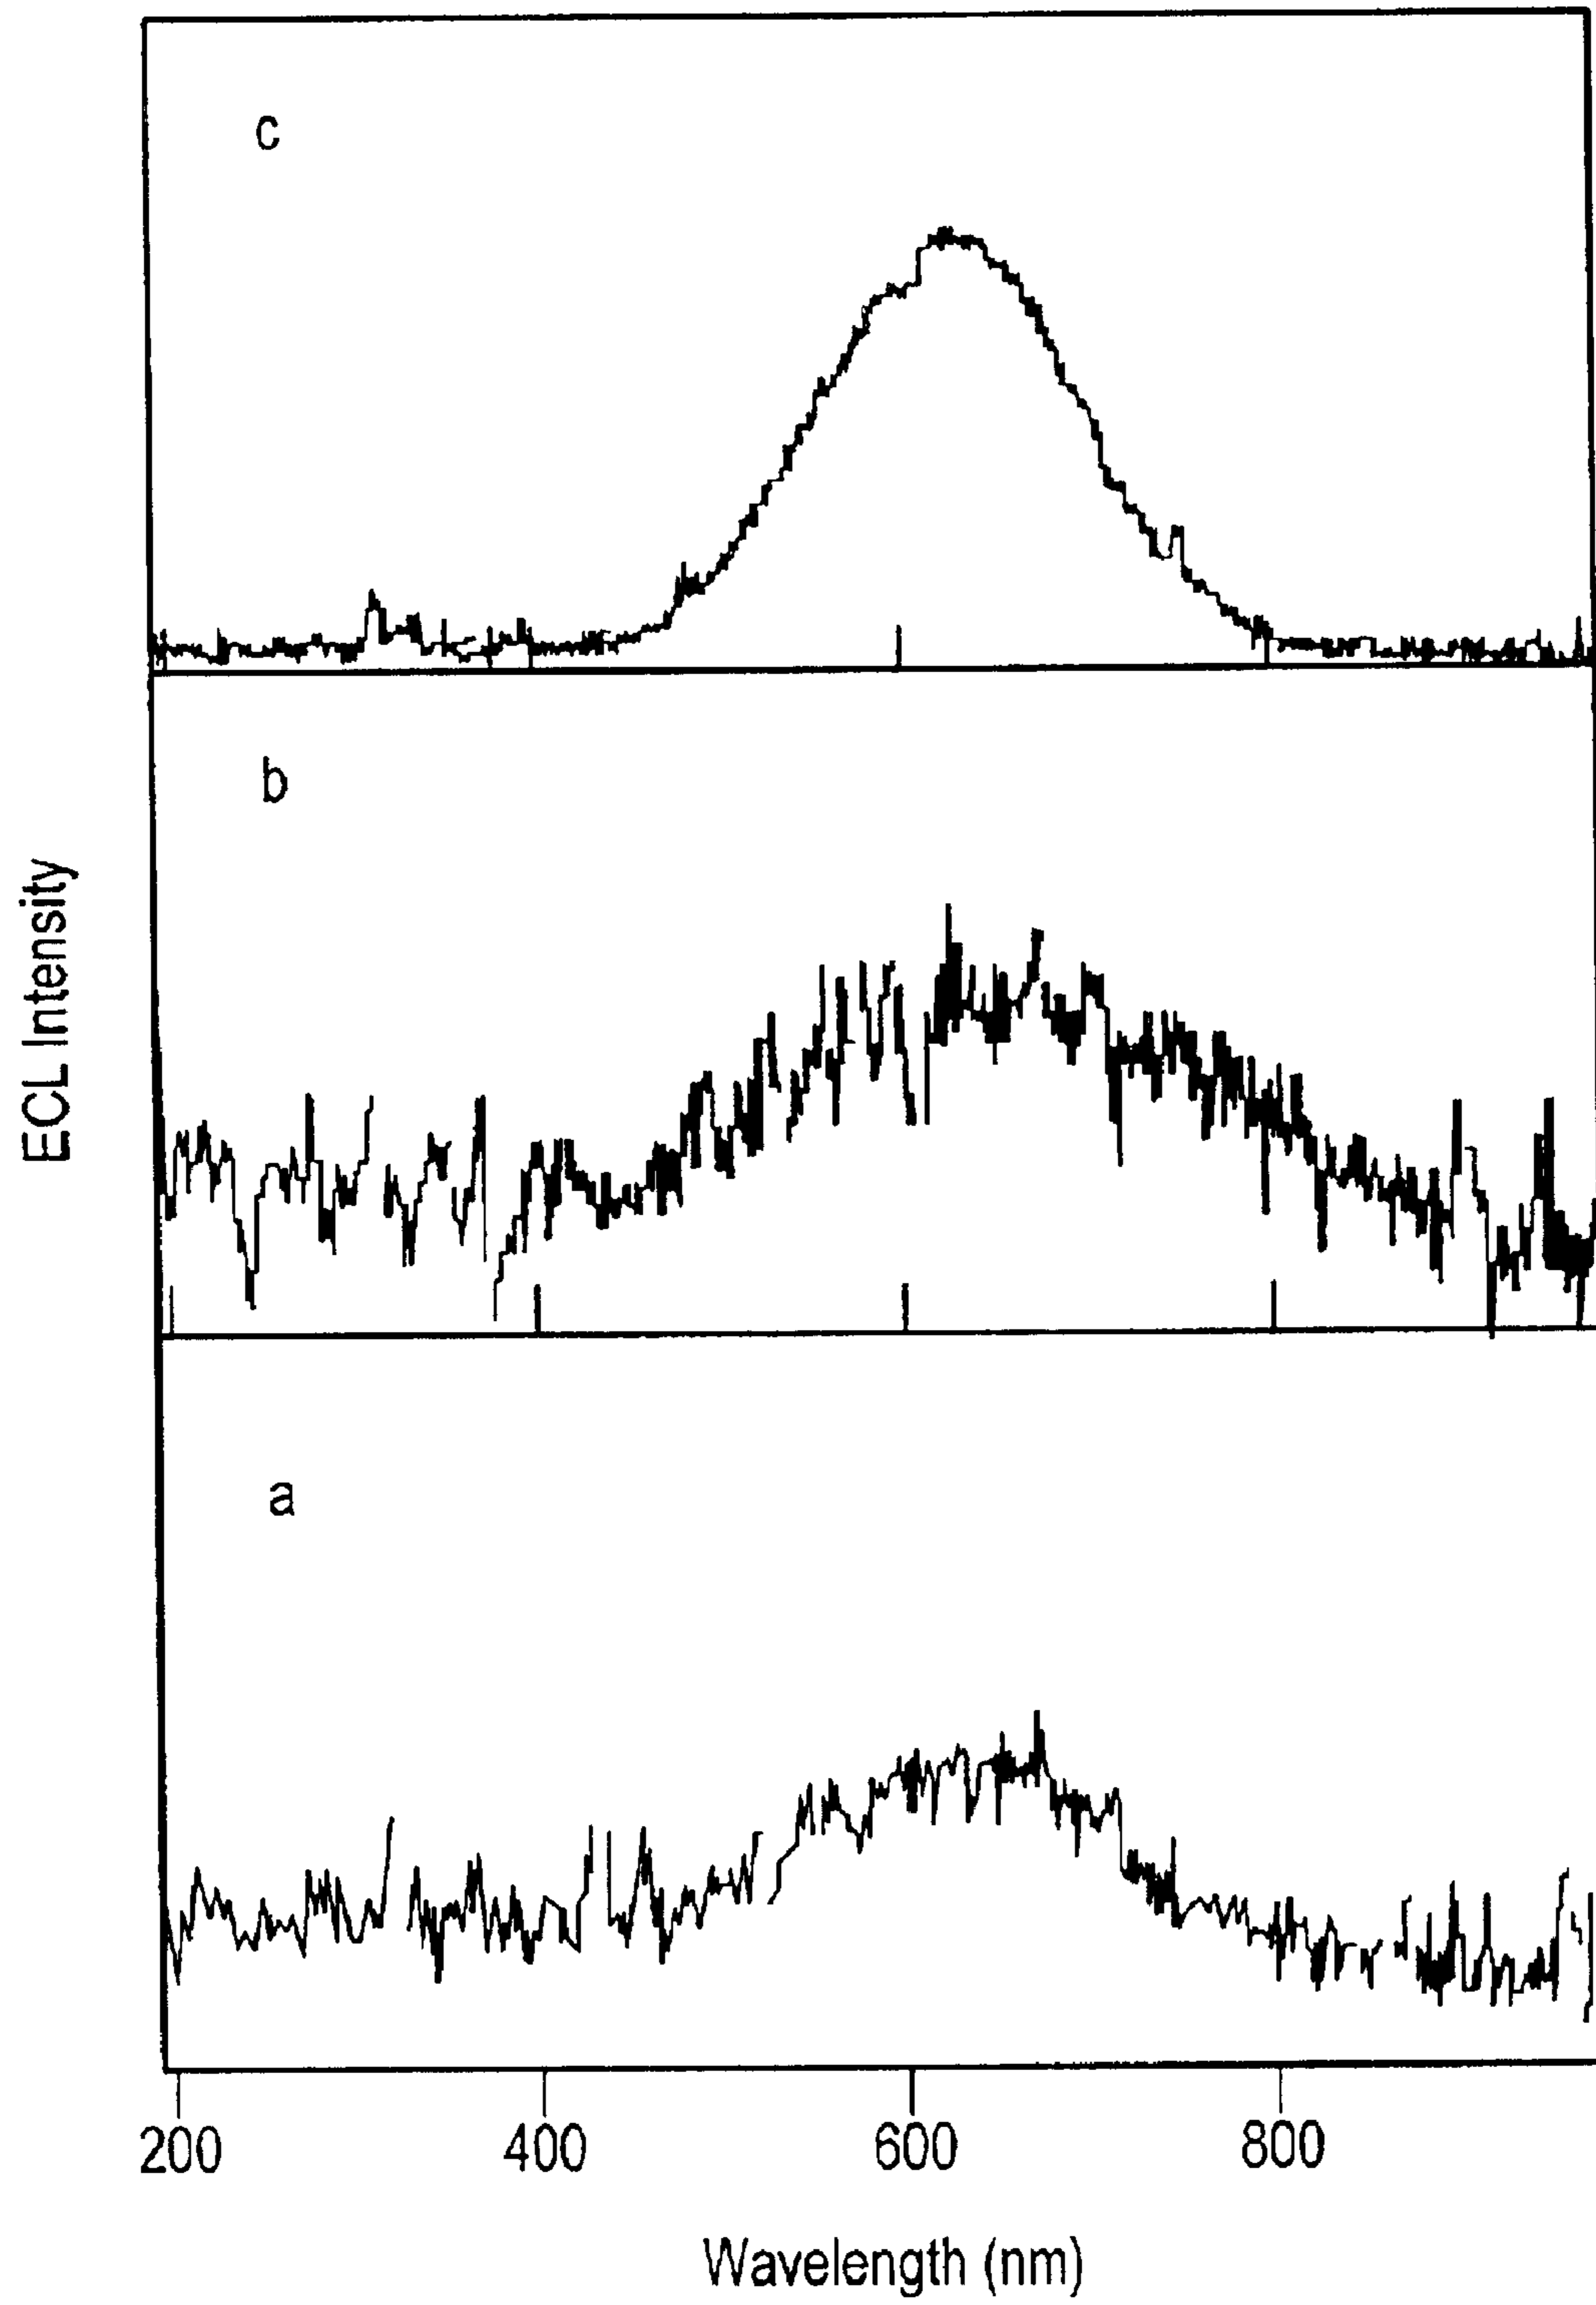 c
b
ECL Intensity
a
200 400 600 800
Wavelength (nm)